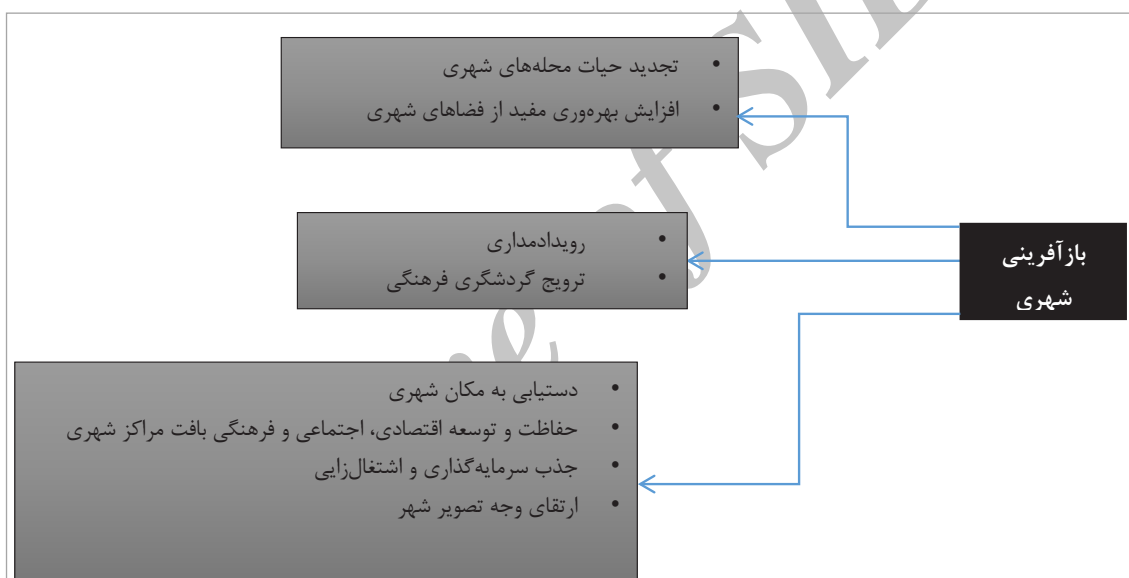 • تجدید حیات محله‌های شهری
• افزایش بهره‌وری مفید از فضاهای شهری
بازآفرینی
شهری
• رویدادمداری
• ترویج گردشگری فرهنگی
• دستیابی به مکان شهری
• حفاظت و توسعه اقتصادی، اجتماعی و فرهنگی بافت مراکز شهری
• جذب سرمایه‌گذاری و اشتغال‌زایی
• ارتقای وجه تصویر شهر
of